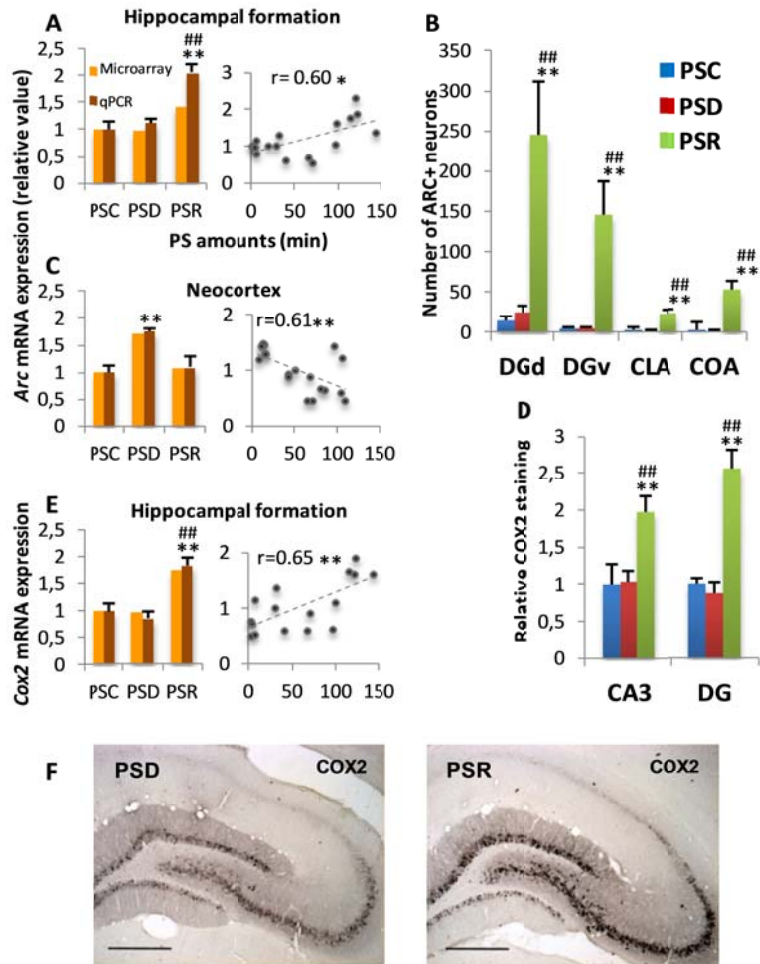 A
Hippocampal formation
Arc mRNA expression (relative value)
2,5
2
1,5
1
0,5
0
Microarray
qPCR
##
**
PSC PSD PSR
3
2
1
0
r= 0.60 *
0 50 100 150
PS amounts (min)
B
Number of ARC+ neurons
350
300
250
200
150
100
50
0
PSC
PSD
PSR
##
**
##
**
##
**
##
**
DGd DGv CLA COA
C
Neocortex
2,5
2
1,5
1
0,5
0
**
PSC PSD PSR
2
1
0
r=0.61**
0 50 100 150
D
Relative COX2 staining
3
2,5
2
1,5
1
0,5
0
##
**
##
**
CA3 DG
E
Hippocampal formation
Cox2 mRNA expression
2,5
2
1,5
1
0,5
0
##
**
PSC PSD PSR
2
1
0
r=0.65 **
0 50 100 150
F
PSD COX2
PSR COX2